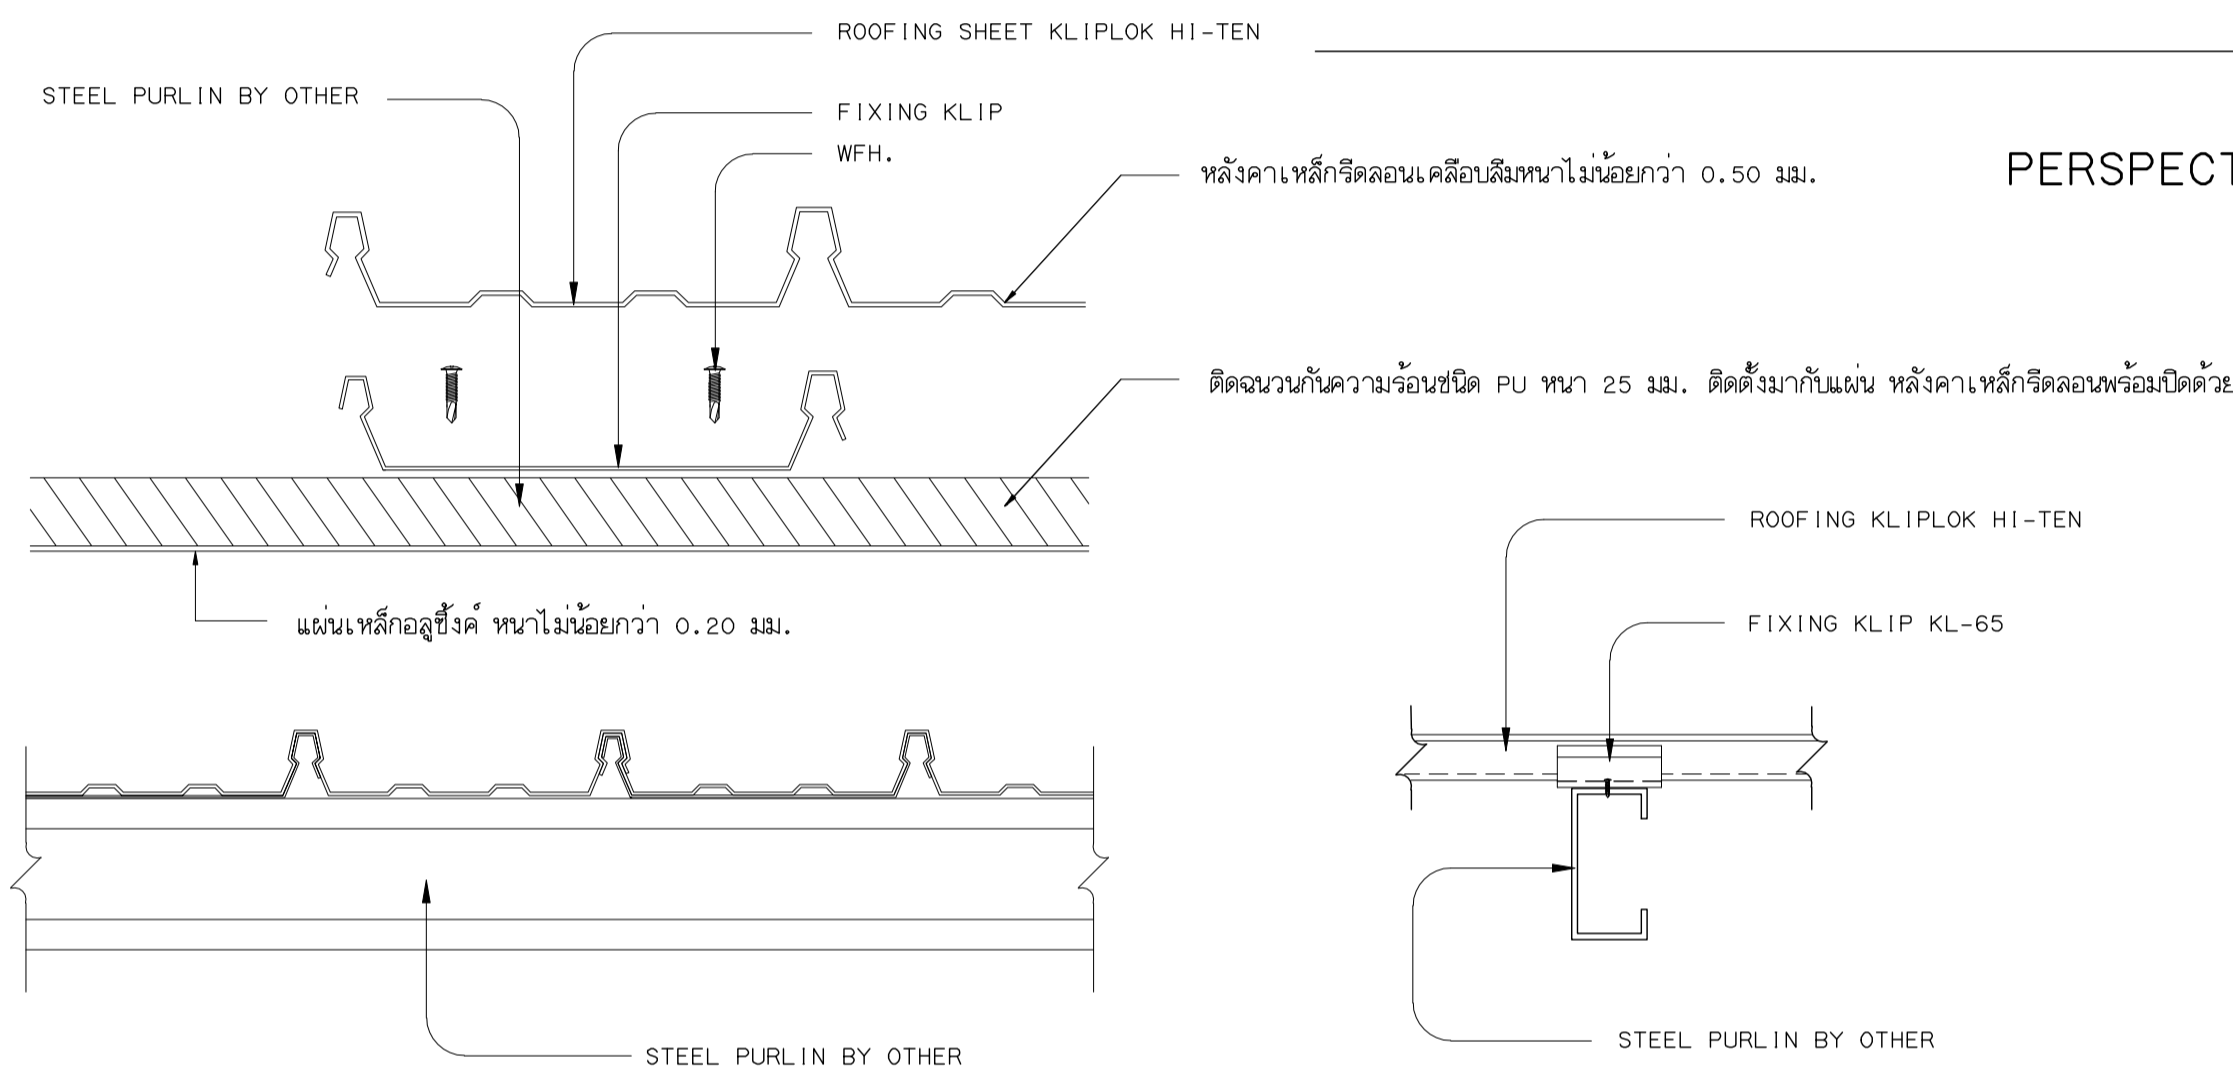 ROOFING SHEET KLIPLOK HI-TEN
STEEL PURLIN BY OTHER
FIXING KLIP
WFH.
หลังคาเหล็กรีดลอนเคลือบสีมหนาไม่น้อยกว่า 0.50 มม.
PERSPECT
ติดฉนวนกันความร้อนชนิด PU หนา 25 มม. ติดตั้งมากับแผ่น หลังคาเหล็กรีดลอนพร้อมปิดด้วย
ROOFING KLIPLOK HI-TEN
แผ่นเหล็กอลูซิ้งค์ หนาไม่น้อยกว่า 0.20 มม.
FIXING KLIP KL-65
STEEL PURLIN BY OTHER
STEEL PURLIN BY OTHER